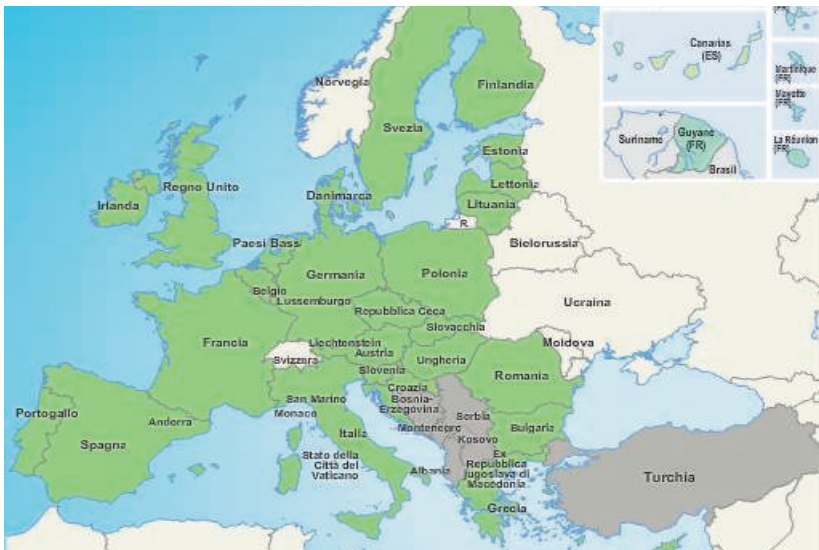 Canarias
(ES)
(FR)
Martinique
(FR)
Mayotte
(FR)
Suriname
Guyane
(FR)
La Réunion
(FR)
Brasil
Norvegia
Finlandia
Svezia
Estonia
Lettonia
Lituania
R.
Danimarca
Regno Unito
Irlanda
Paesi Bass
Bielorussia
Germania
Polonia
Belgio
Lussemburgo
Repubblica Ceca
Ucraina
Slovacchia
Francia
Liechtenstein
Austria
Moldova
Svizzera
Ungheria
Slovenia
Romania
Croazia
San Marino
Bosnia-
Erzegovina
Monaco
Portogallo
Andorra
Serbia
Montenegro
Bulgaria
Spagna
Italia
Kosovo
Stato della
Città del
Vaticano
Albania
Ex
Repubblica
jugoslava di
Macedonia
Turchia
Grecia